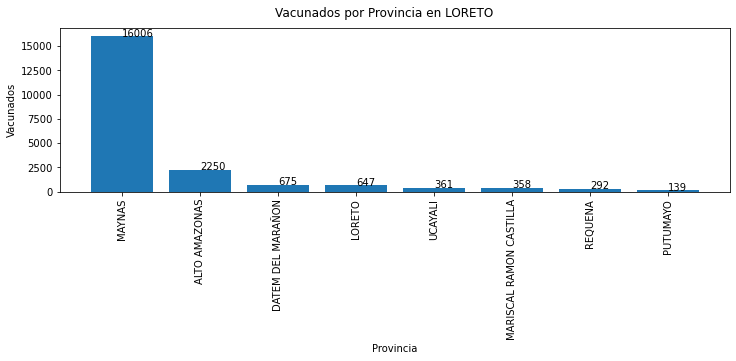 Vacunados por Provincia en LORETO
Vacunados
15000
12500
10000
7500
5000
2500
0
16006
2250
675
647
361
358
292
139
MAYNAS
ALTO AMAZONAS
DATEM DEL MARAÑON
LORETO
UCAYALI
MARISCAL RAMON CASTILLA
REQUENA
PUTUMAYO
Provincia